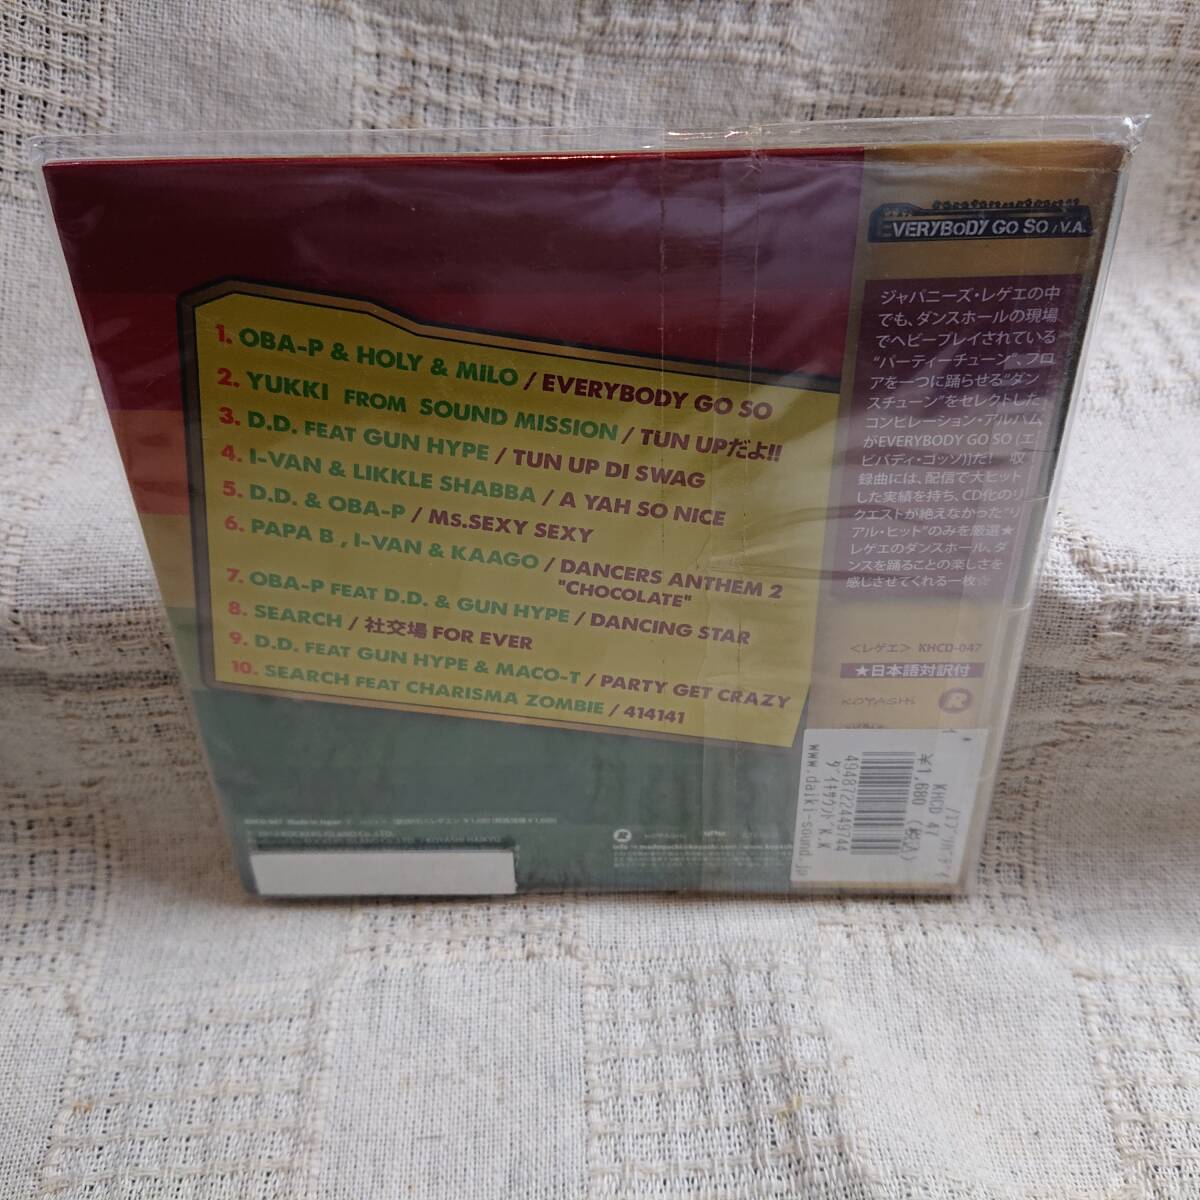 1. OBA-P & HOLY & MILO / EVERYBODY GO SO
2. YUKKI FROM SOUND MISSION / TUN UPだよ!!
3. D.D. FEAT GUN HYPE / TUN UP DI SWAG
4. I-VAN & LIKKLE SHABBA / A YAH SO NICE
5. D.D. & OBA-P / Ms.SEXY SEXY
6. PAPA B , I-VAN & KAAGO / DANCERS ANTHEM 2
"CHOCOLATE"
7. OBA-P FEAT D.D. & GUN HYPE / DANCING STAR
8. SEARCH / 社交場 FOR EVER
9. D.D. FEAT GUN HYPE & MACO-T / PARTY GET CRAZY
10. SEARCH FEAT CHARISMA ZOMBIE / 414141
EVERYBODY GO SO / V.A.
ジャパニーズ・レゲエの中
でも、ダンスホールの現場
でヘビープレイされている
"パーティーチューン"、フロ
アを一つに踊らせる"ダン
スチューン"をセレクトした
コンピレーション・アルバム
がEVERYBODY GO SO (エ
ビバディ・ゴッソ)だ! 収
録曲には、配信で大ヒット
した実績を持ち、CD化のリ
クエストが絶えなかった"リ
アル・ヒット"のみを厳選★
レゲエのダンスホール、ダ
ンスを踊ることの楽しさを
感じさせてくれる一枚☆
<レゲエ> KHCD-047
★日本語対訳付
KOYASHI R
KHCD 47
¥1,680 (税込)
4948722449744
ダイキサウンド K.K
www.daiki-sound.jp